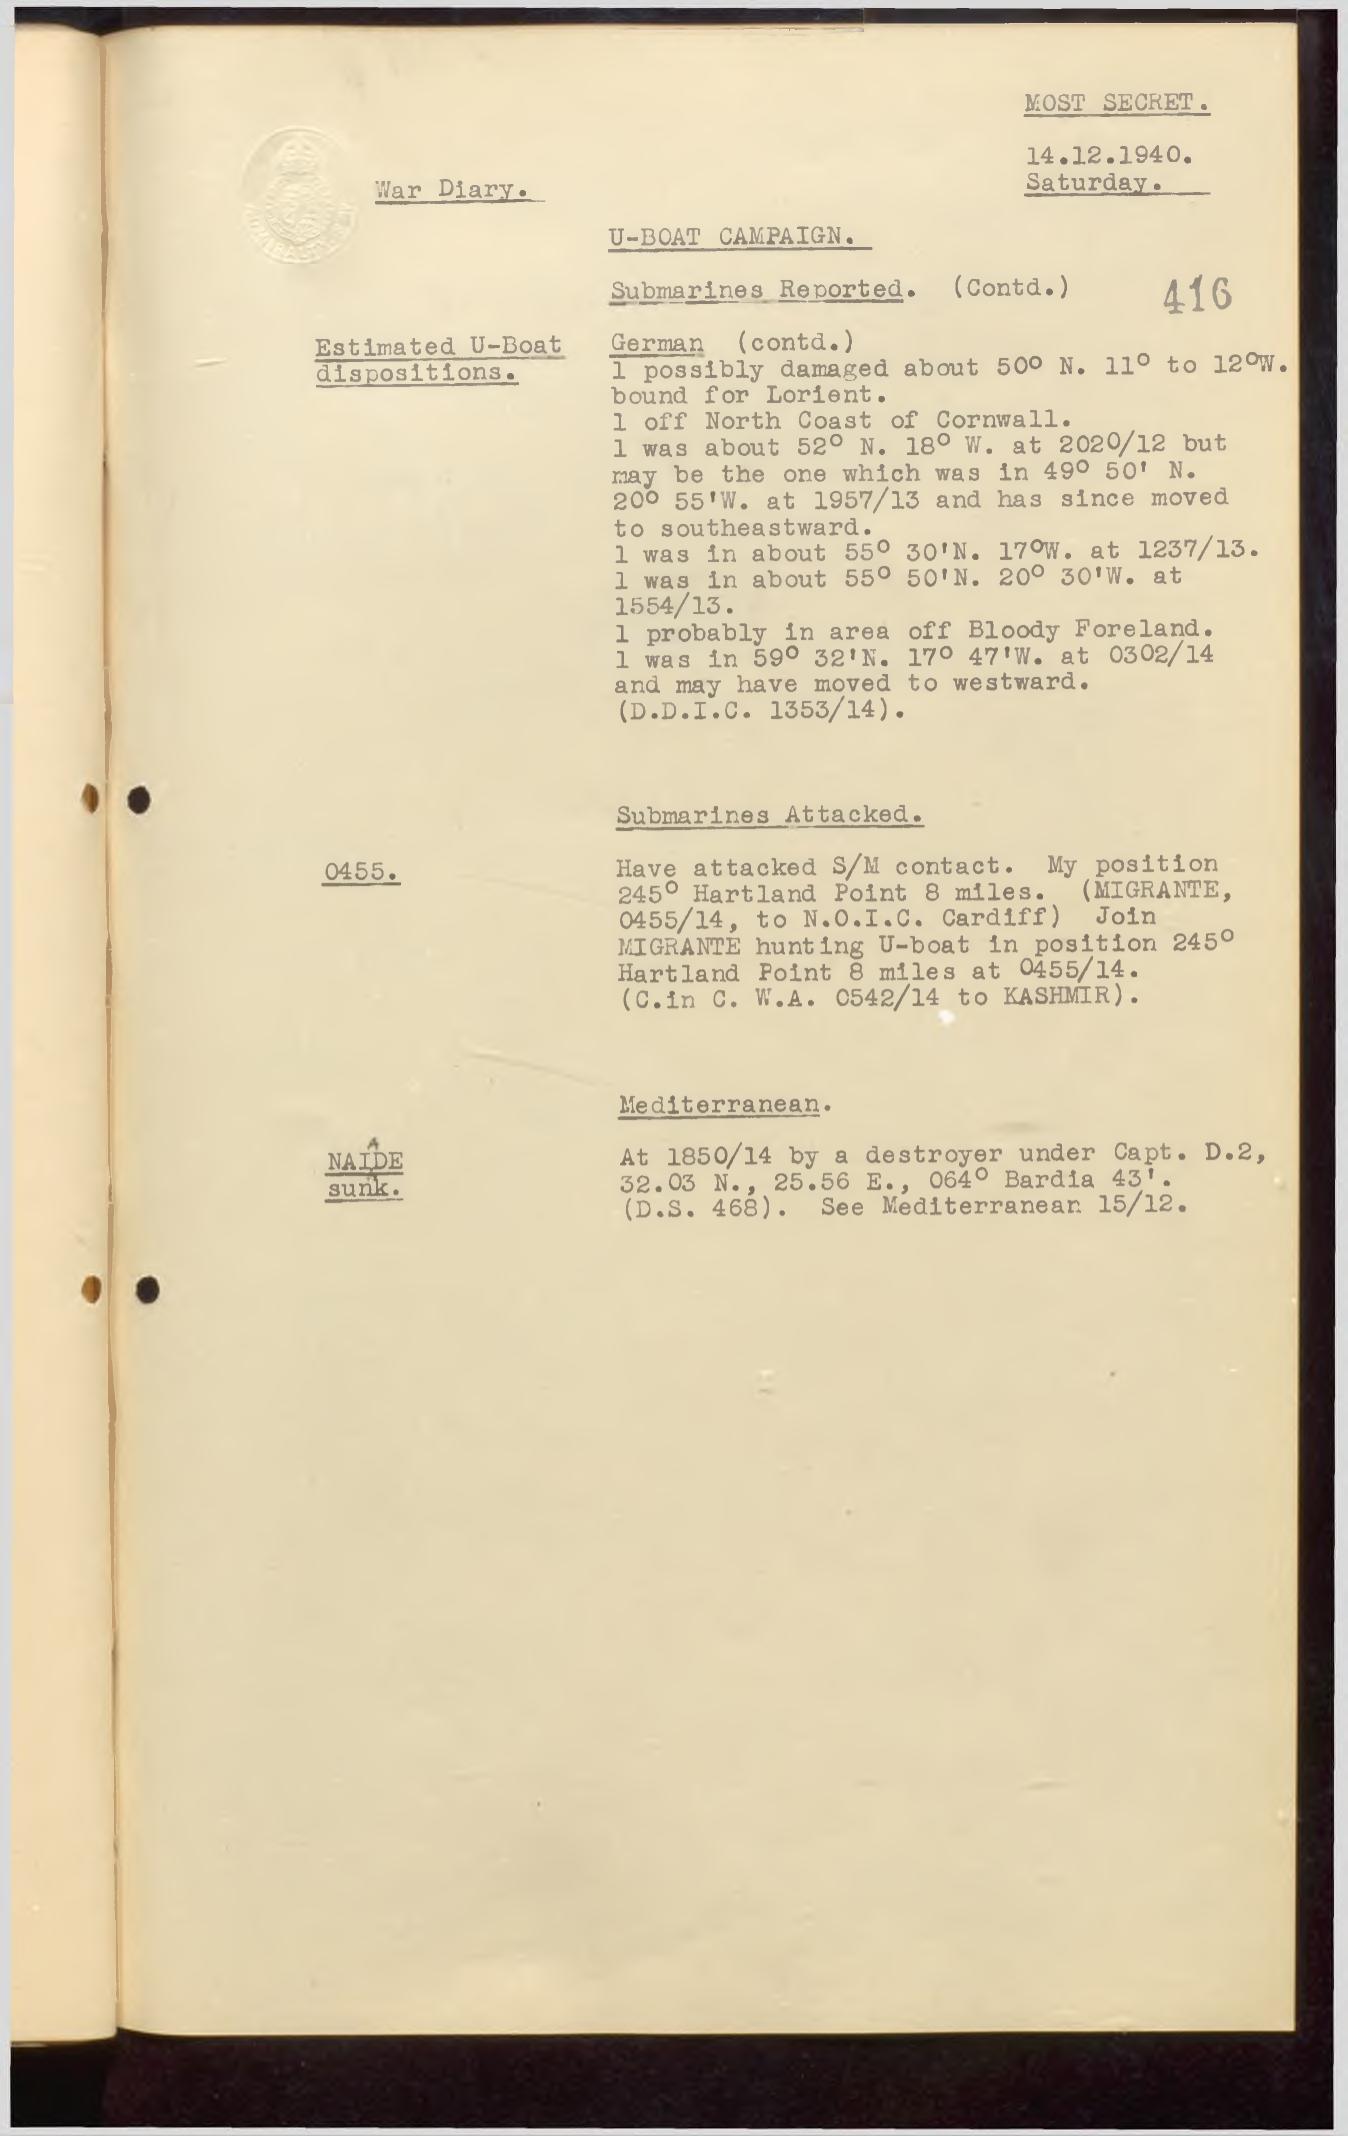 MOST SECRET.
14.12.1940.
Saturday.
War Diary.
U-BOAT CAMPAIGN.
Submarines Reported. (Contd.)
416
Estimated U-Boat
dispositions.
German (contd.)
1 possibly damaged about 50° N. 11° to 12°W.
bound for Lorient.
1 off North Coast of Cornwall.
1 was about 52° N. 18° W. at 2020/12 but
may be the one which was in 49° 50' N.
20° 55'W. at 1957/13 and has since moved
to southeastward.
1 was in about 55° 30'N. 17°W. at 1237/13.
1 was in about 55° 50'N. 20° 30'W. at
1554/13.
1 probably in area off Bloody Foreland.
1 was in 59° 32'N. 17° 47'W. at 0302/14
and may have moved to westward.
(D.D.I.C. 1353/14).
Submarines Attacked.
0455.
Have attacked S/M contact. My position
245° Hartland Point 8 miles. (MIGRANTE,
0455/14, to N.O.I.C. Cardiff) Join
MIGRANTE hunting U-boat in position 245°
Hartland Point 8 miles at 0455/14.
(C.in C. W.A. 0542/14 to KASHMIR).
Mediterranean.
A
NAIDE
sunk.
At 1850/14 by a destroyer under Capt. D.2,
32.03 N., 25.56 E., 064° Bardia 43'.
(D.S. 468). See Mediterranean 15/12.